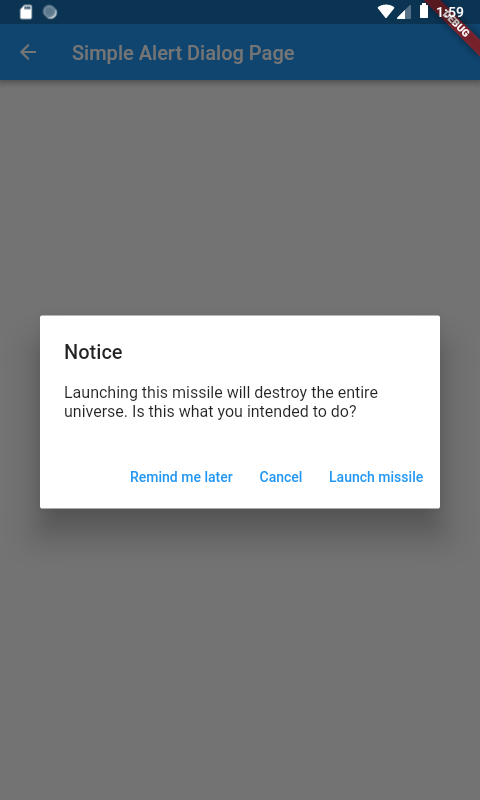 1:59
DEBUG
Simple Alert Dialog Page
Notice
Launching this missile will destroy the entire
universe. Is this what you intended to do?
Remind me later Cancel Launch missile